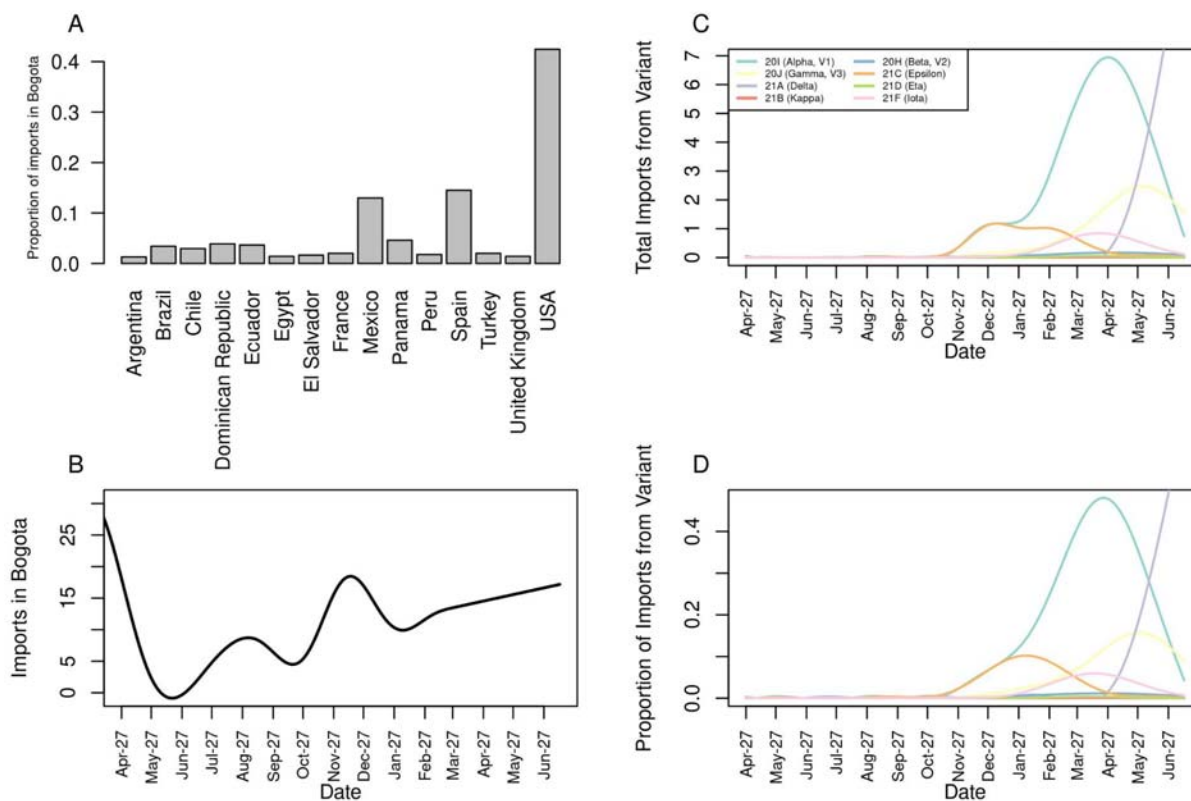 A
Proportion of imports in Bogota
0.4
0.3
0.2
0.1
0.0
Argentina
Brazil
Chile
Dominican Republic
Ecuador
Egypt
El Salvador
France
Mexico
Panama
Peru
Spain
Turkey
United Kingdom
USA
B
Imports in Bogota
25
15
5
0
Apr-27
May-27
Jun-27
Jul-27
Aug-27
Sep-27
Oct-27
Nov-27
Dec-27
Jan-27
Feb-27
Mar-27
Apr-27
May-27
Jun-27
Date
C
Total Imports from Variant
7
6
5
4
3
2
1
0
20I (Alpha, V1)
20J (Gamma, V3)
21A (Delta)
21B (Kappa)
20H (Beta, V2)
21C (Epsilon)
21D (Eta)
21F (Iota)
Apr-27
May-27
Jun-27
Jul-27
Aug-27
Sep-27
Oct-27
Nov-27
Dec-27
Jan-27
Feb-27
Mar-27
Apr-27
May-27
Jun-27
Date
D
Proportion of Imports from Variant
0.4
0.2
0.0
Apr-27
May-27
Jun-27
Jul-27
Aug-27
Sep-27
Oct-27
Nov-27
Dec-27
Jan-27
Feb-27
Mar-27
Apr-27
May-27
Jun-27
Date